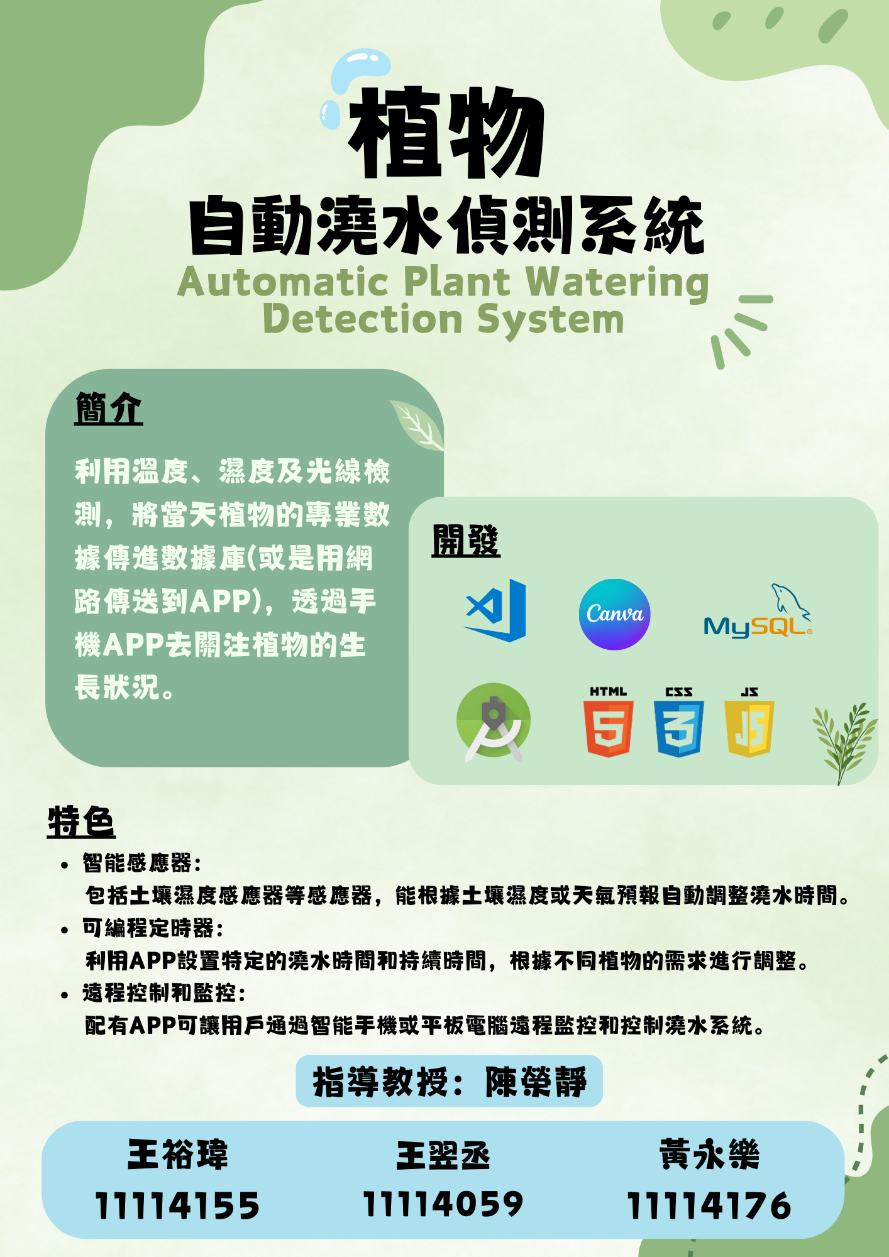 植物
自動澆水偵測系統
Automatic Plant Watering
Detection System
簡介
利用溫度、濕度及光線檢
測，將當天植物的專業數
據傳進數據庫(或是用網
路傳送到APP)，透過手
機APP去關注植物的生
長狀況。
開發
Canva
MySQL®
HTML
5
CSS
3
JS
JS
特色
• 智能感應器：
包括土壤濕度感應器等感應器，能根據土壤濕度或天氣預報自動調整澆水時間。
• 可編程定時器：
利用APP設置特定的澆水時間和持續時間，根據不同植物的需求進行調整。
• 遠程控制和監控：
配有APP可讓用戶通過智能手機或平板電腦遠程監控和控制澆水系統。
指導教授：陳榮靜
王裕瑋
11114155
王翌丞
11114059
黃永樂
11114176